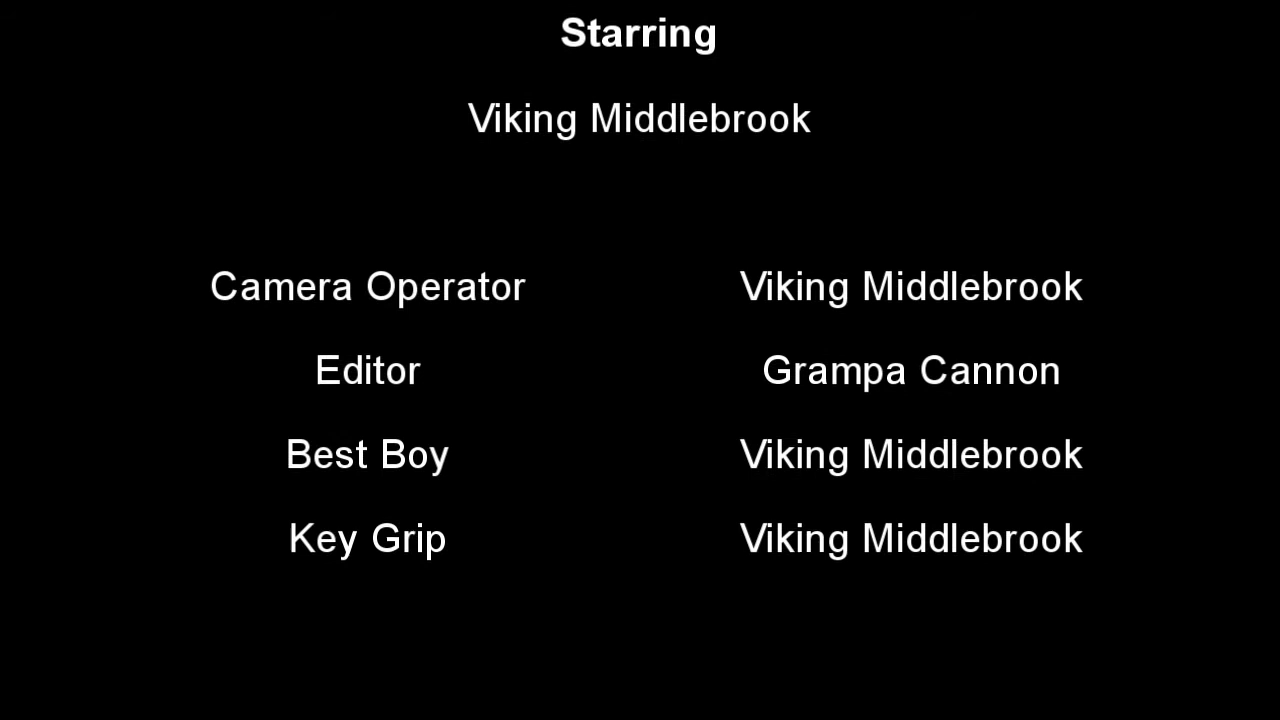 Starring
Viking Middlebrook
Camera Operator Viking Middlebrook
Editor Grampa Cannon
Best Boy Viking Middlebrook
Key Grip Viking Middlebrook